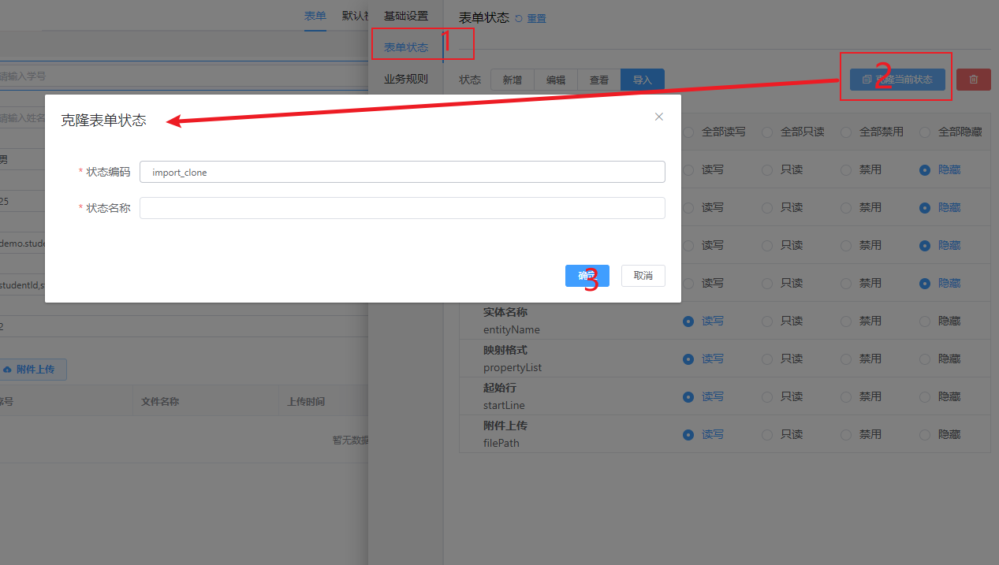 表单 默认视
基础设置
表单状态 重置
表单状态 1
请输入学号
业务规则
状态 新增 编辑 查看 导入 克隆当前状态 2
请输入姓名
克隆表单状态
* 状态编码 import_clone
* 状态名称
确定 3 取消
全部读写 全部只读 全部禁用 全部隐藏
男
读写 只读 禁用 隐藏
25
读写 只读 禁用 隐藏
demo.stude
读写 只读 禁用 隐藏
studentId,s
读写 只读 禁用 隐藏
2
实体名称
entityName
读写 只读 禁用 隐藏
附件上传
映射格式
propertyList
读写 只读 禁用 隐藏
序号 文件名称 上传时间
起始行
startLine
读写 只读 禁用 隐藏
暂无数据
附件上传
filePath
读写 只读 禁用 隐藏